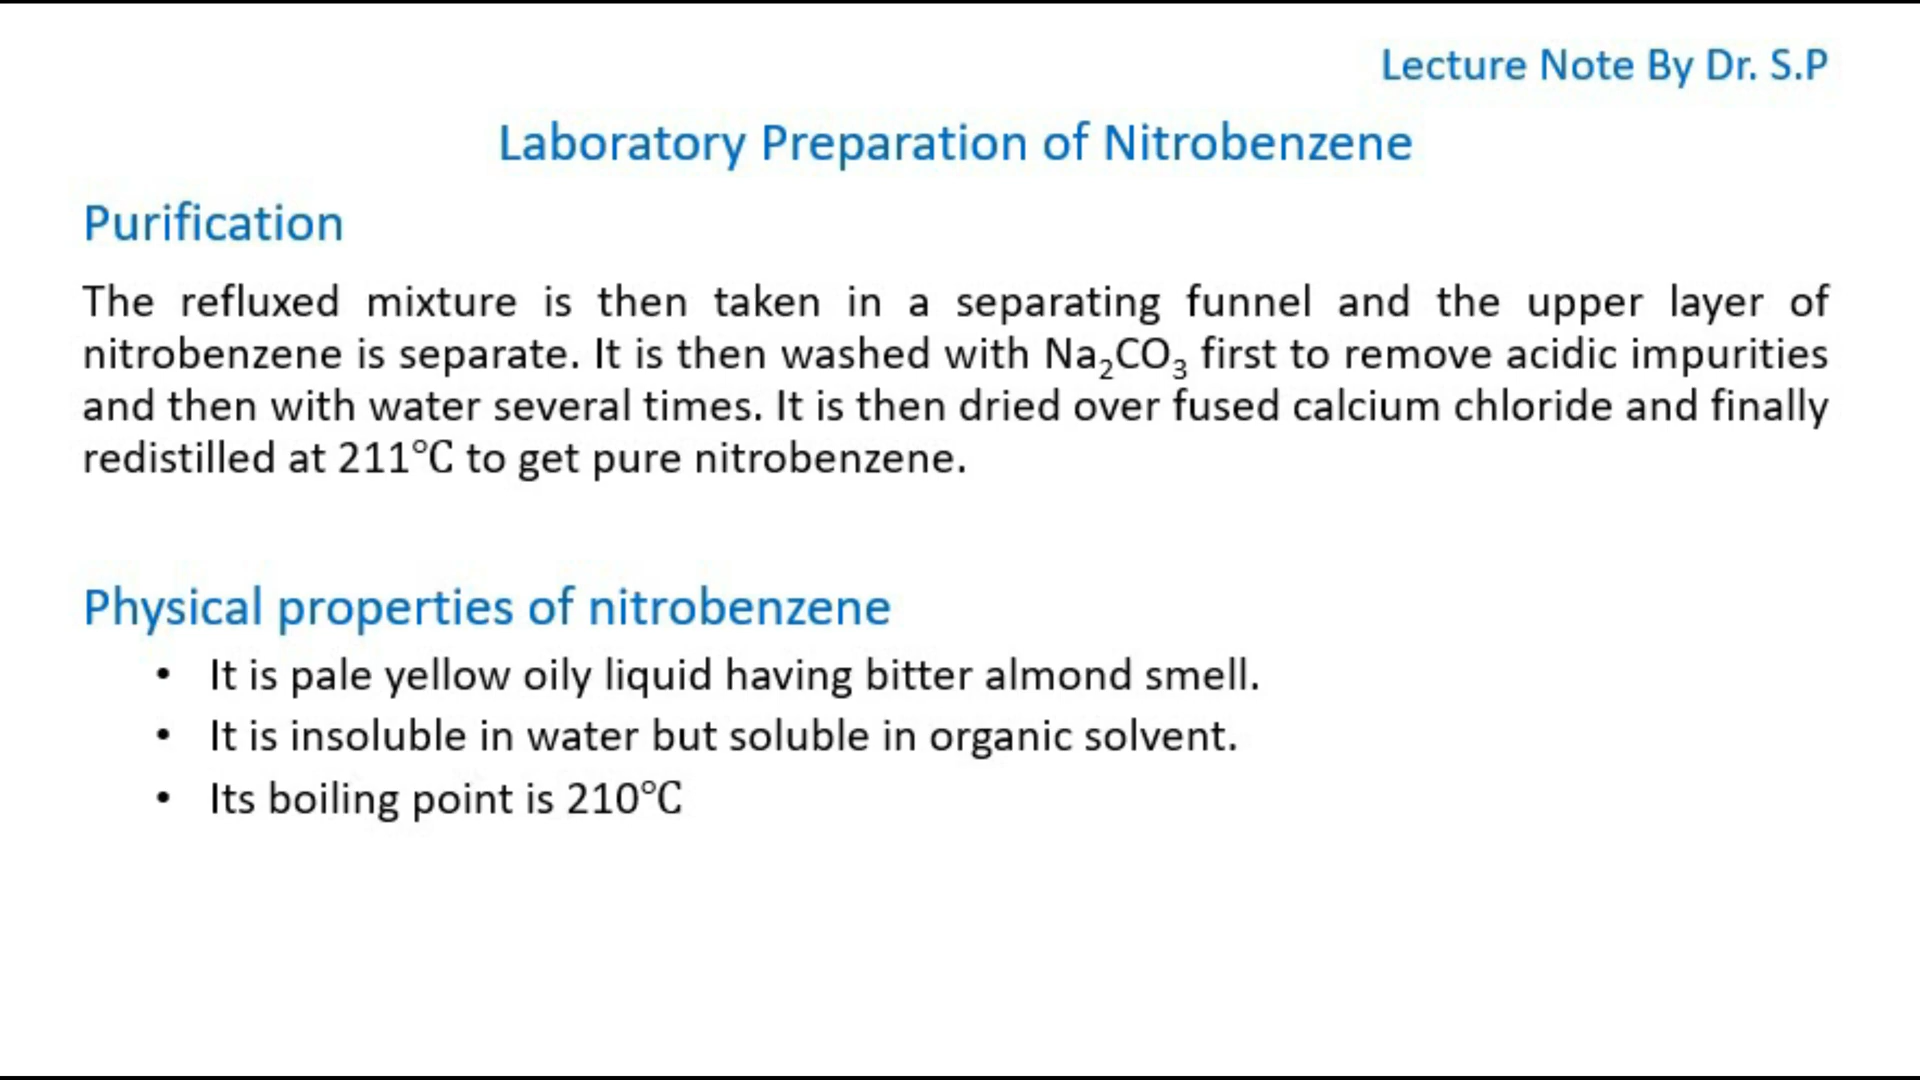 Lecture Note By Dr. S.P
Laboratory Preparation of Nitrobenzene
Purification
The refluxed mixture is then taken in a separating funnel and the upper layer of
nitrobenzene is separate. It is then washed with Na₂CO₃ first to remove acidic impurities
and then with water several times. It is then dried over fused calcium chloride and finally
redistilled at 211°C to get pure nitrobenzene.
Physical properties of nitrobenzene
• It is pale yellow oily liquid having bitter almond smell.
• It is insoluble in water but soluble in organic solvent.
• Its boiling point is 210°C